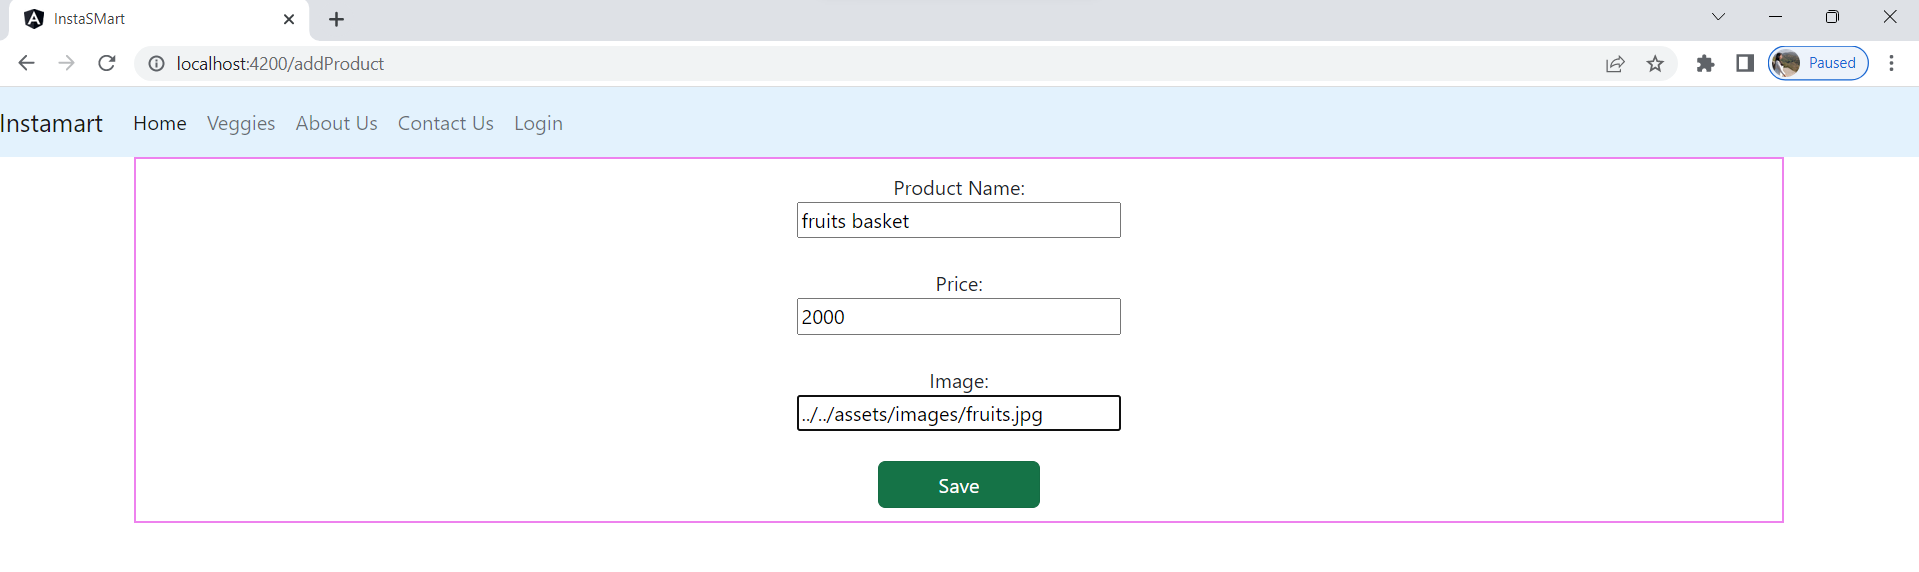 InstaSMart
localhost:4200/addProduct
Paused
Instamart Home Veggies About Us Contact Us Login
Product Name:
fruits basket
Price:
2000
Image:
../../assets/images/fruits.jpg
Save